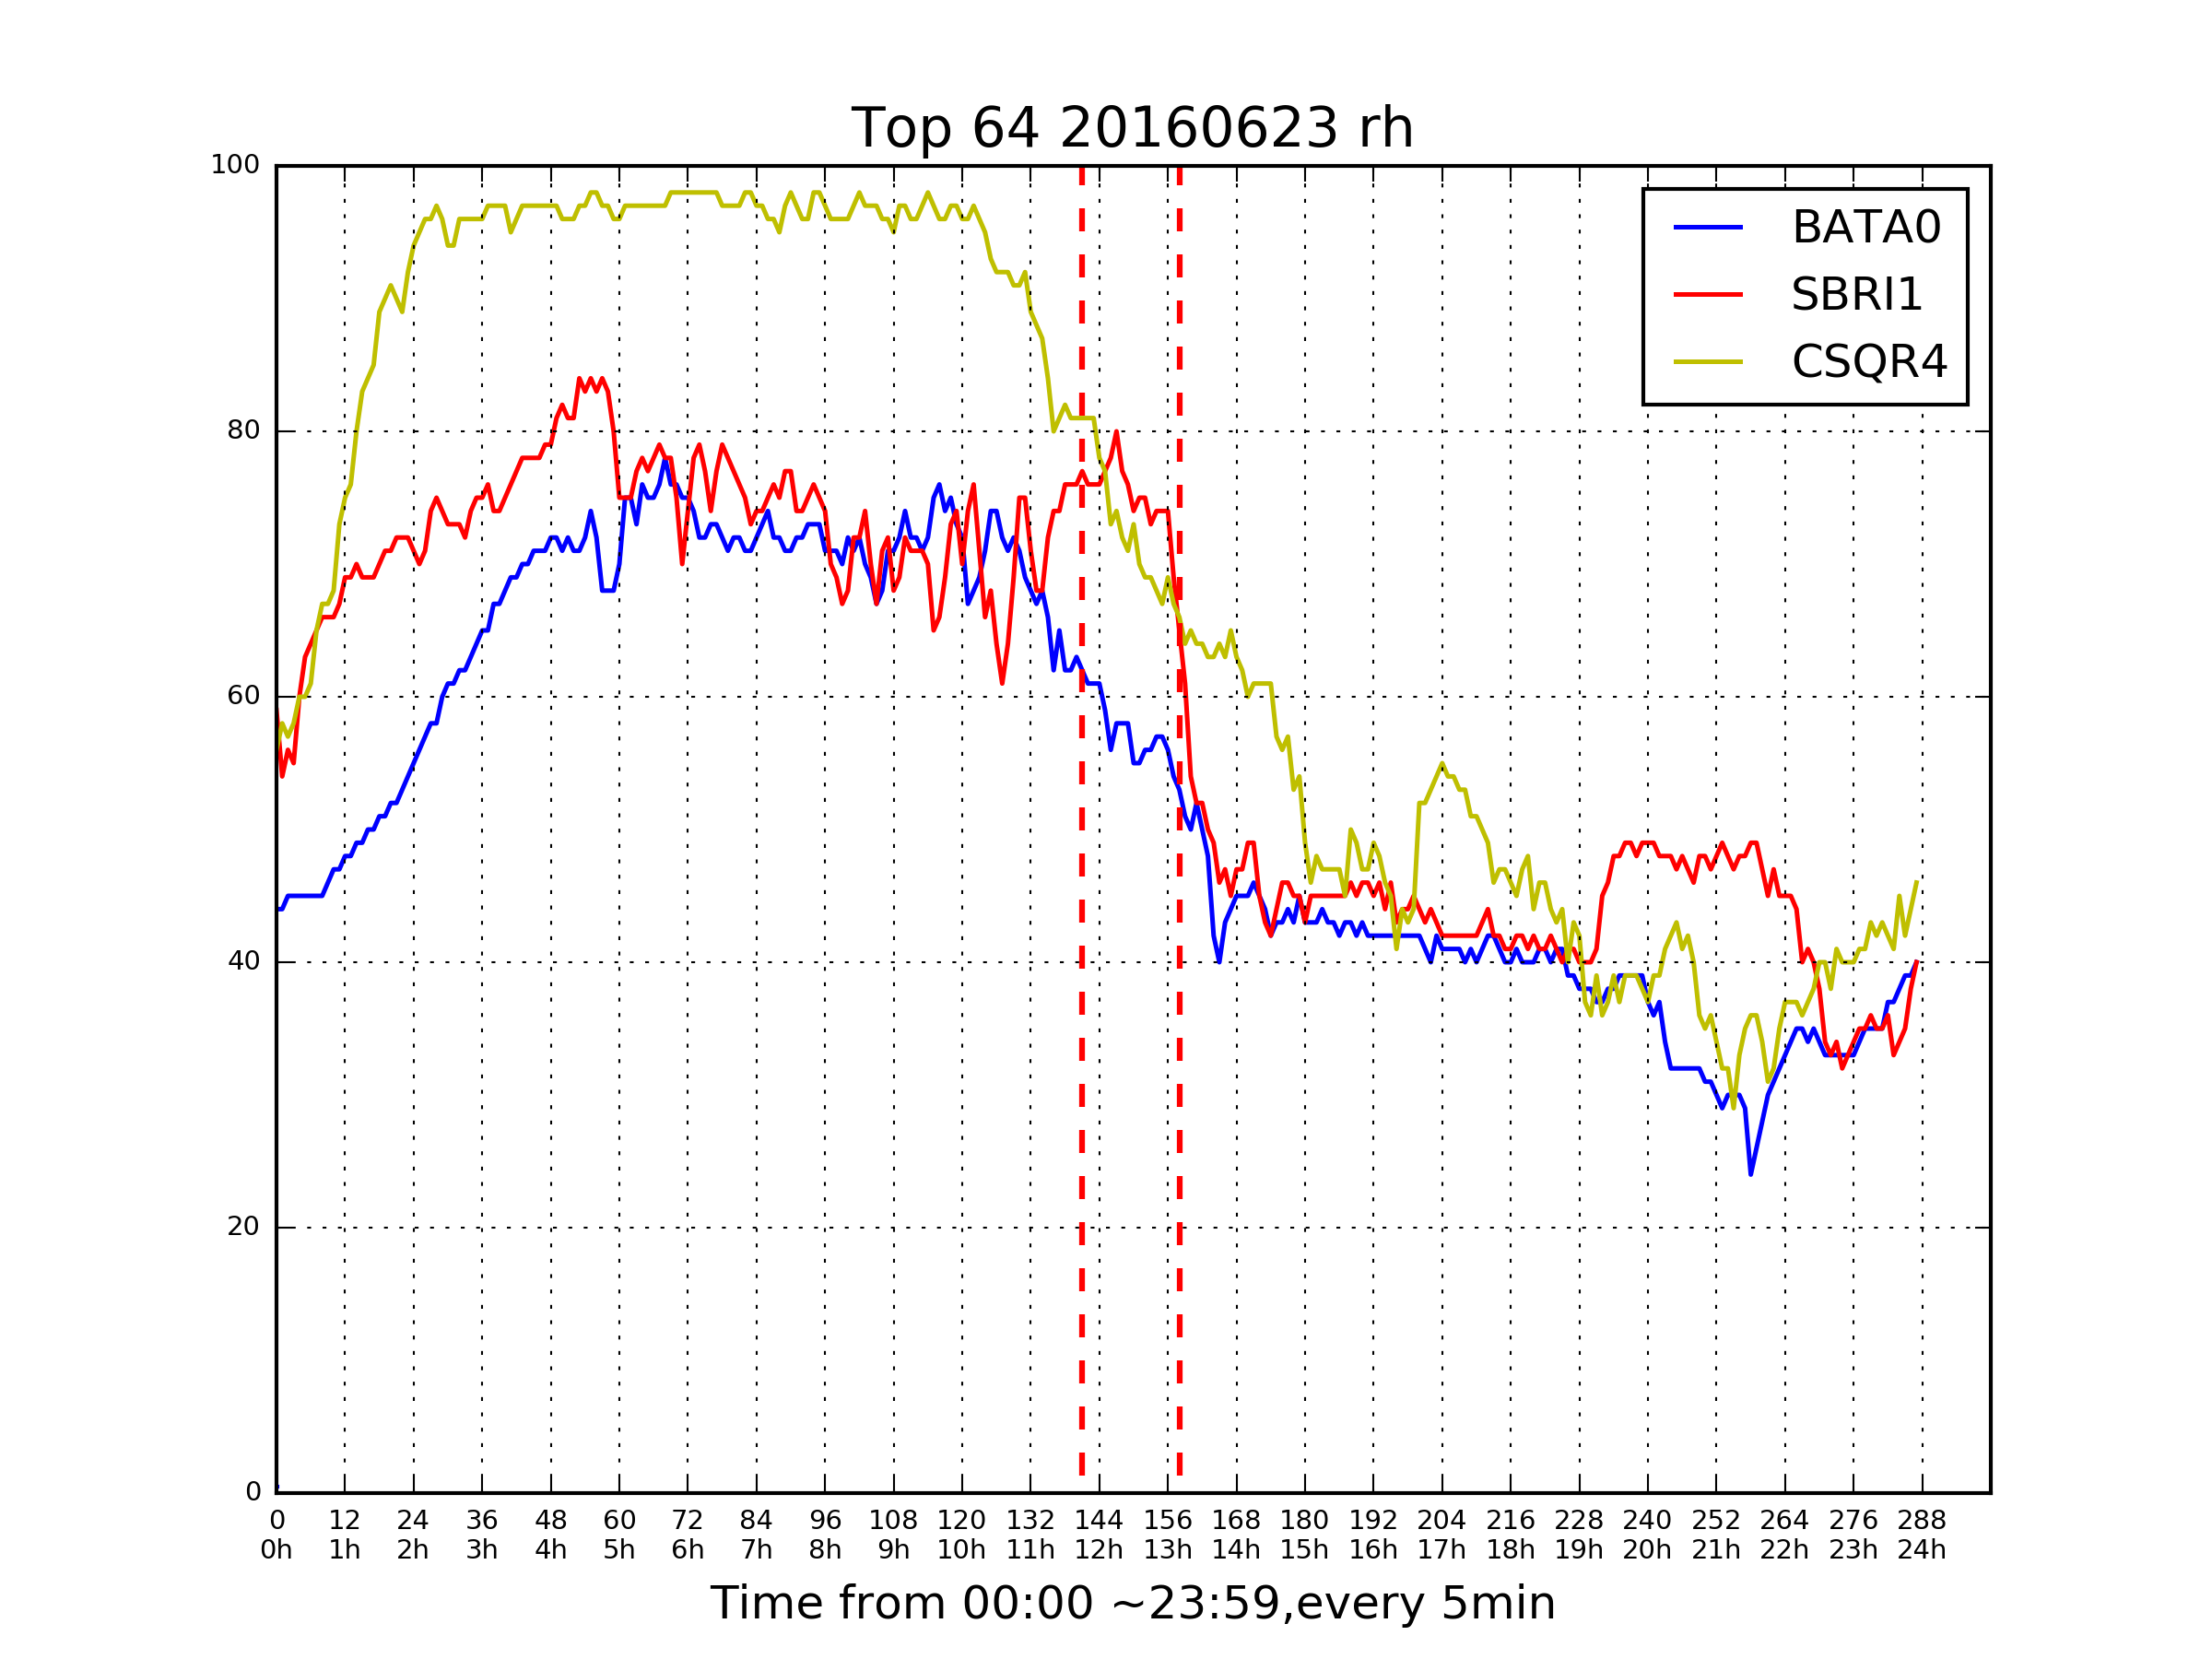 Top 64 20160623 rh
100
80
60
40
20
0
BATA0
SBRI1
CSQR4
0 12 24 36 48 60 72 84 96 108 120 132 144 156 168 180 192 204 216 228 240 252 264 276 288
0h 1h 2h 3h 4h 5h 6h 7h 8h 9h 10h 11h 12h 13h 14h 15h 16h 17h 18h 19h 20h 21h 22h 23h 24h
Time from 00:00 ~23:59,every 5min